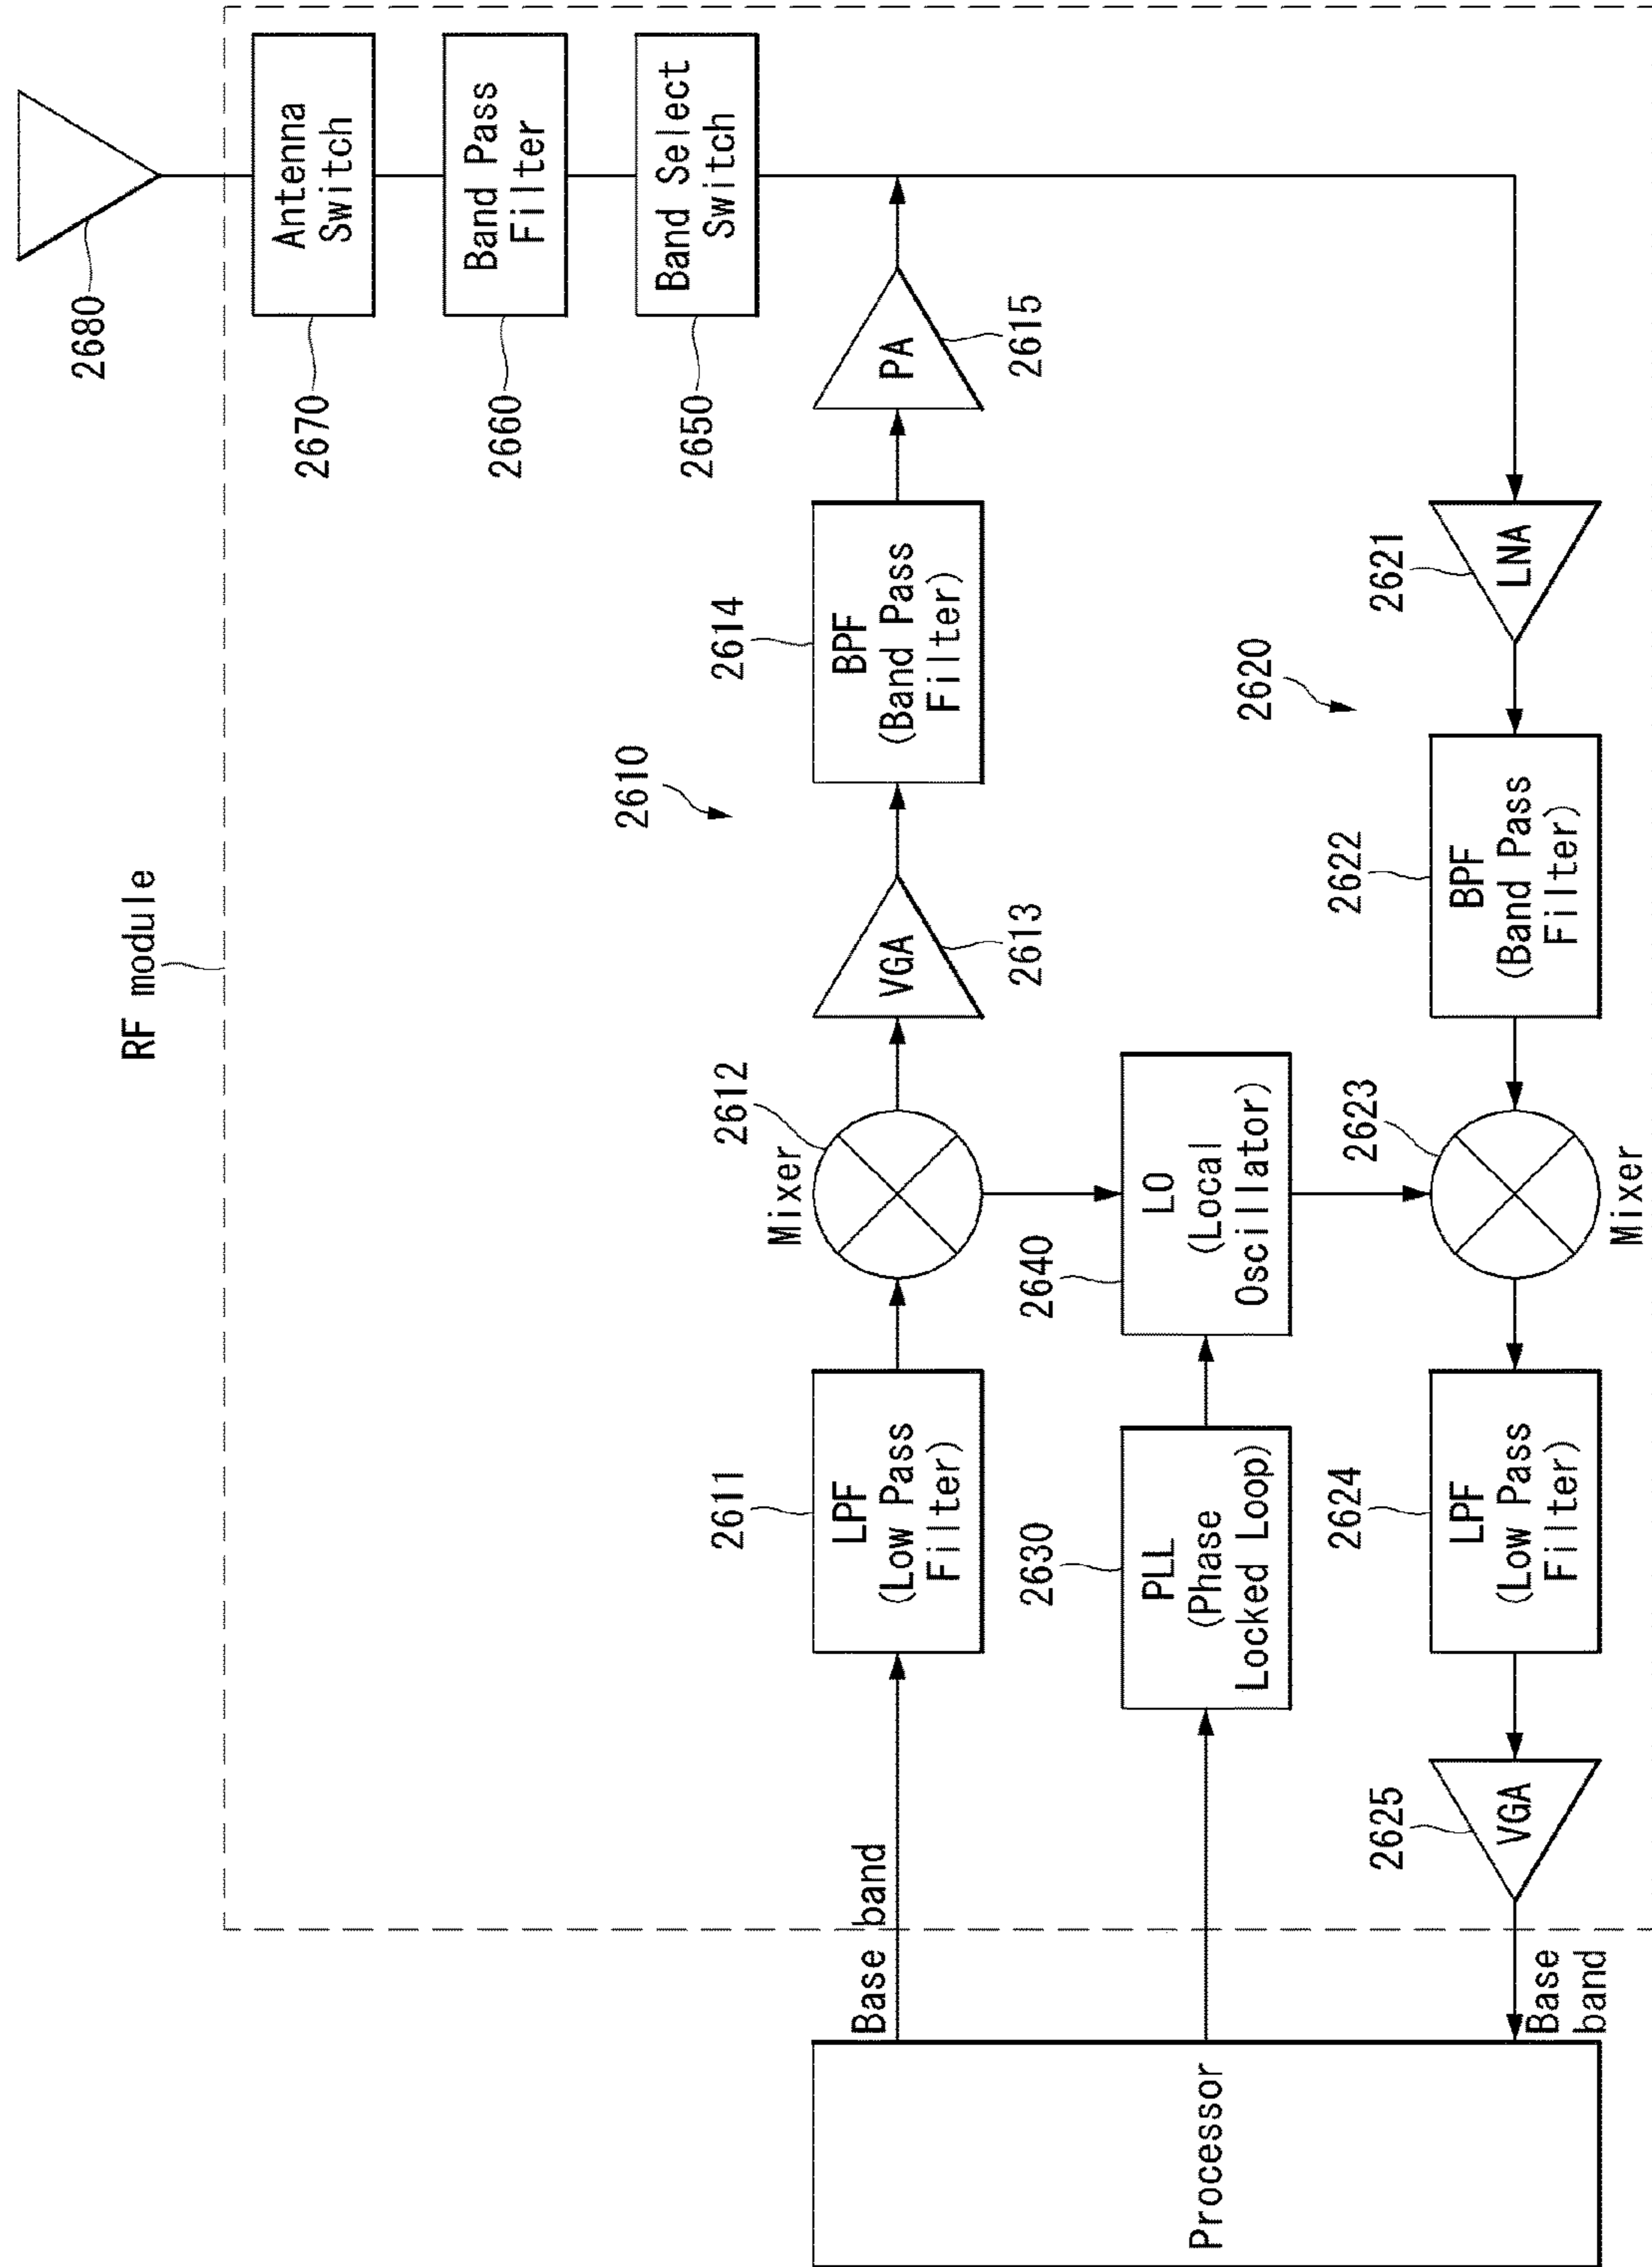 RF module
2680
Antenna
Switch
2670
Band Pass
Filter
2660
Band Select
Switch
2650
2610
Base band
LPF
(Low Pass
Filter)
2611
Mixer
2612
VGA
2613
BPF
(Band Pass
Filter)
2614
PA
2615
Processor
PLL
(Phase
Locked Loop)
2630
LO
(Local
Oscillator)
2640
2620
Base
band
VGA
2625
LPF
(Low Pass
Filter)
2624
Mixer
2623
BPF
(Band Pass
Filter)
2622
LNA
2621